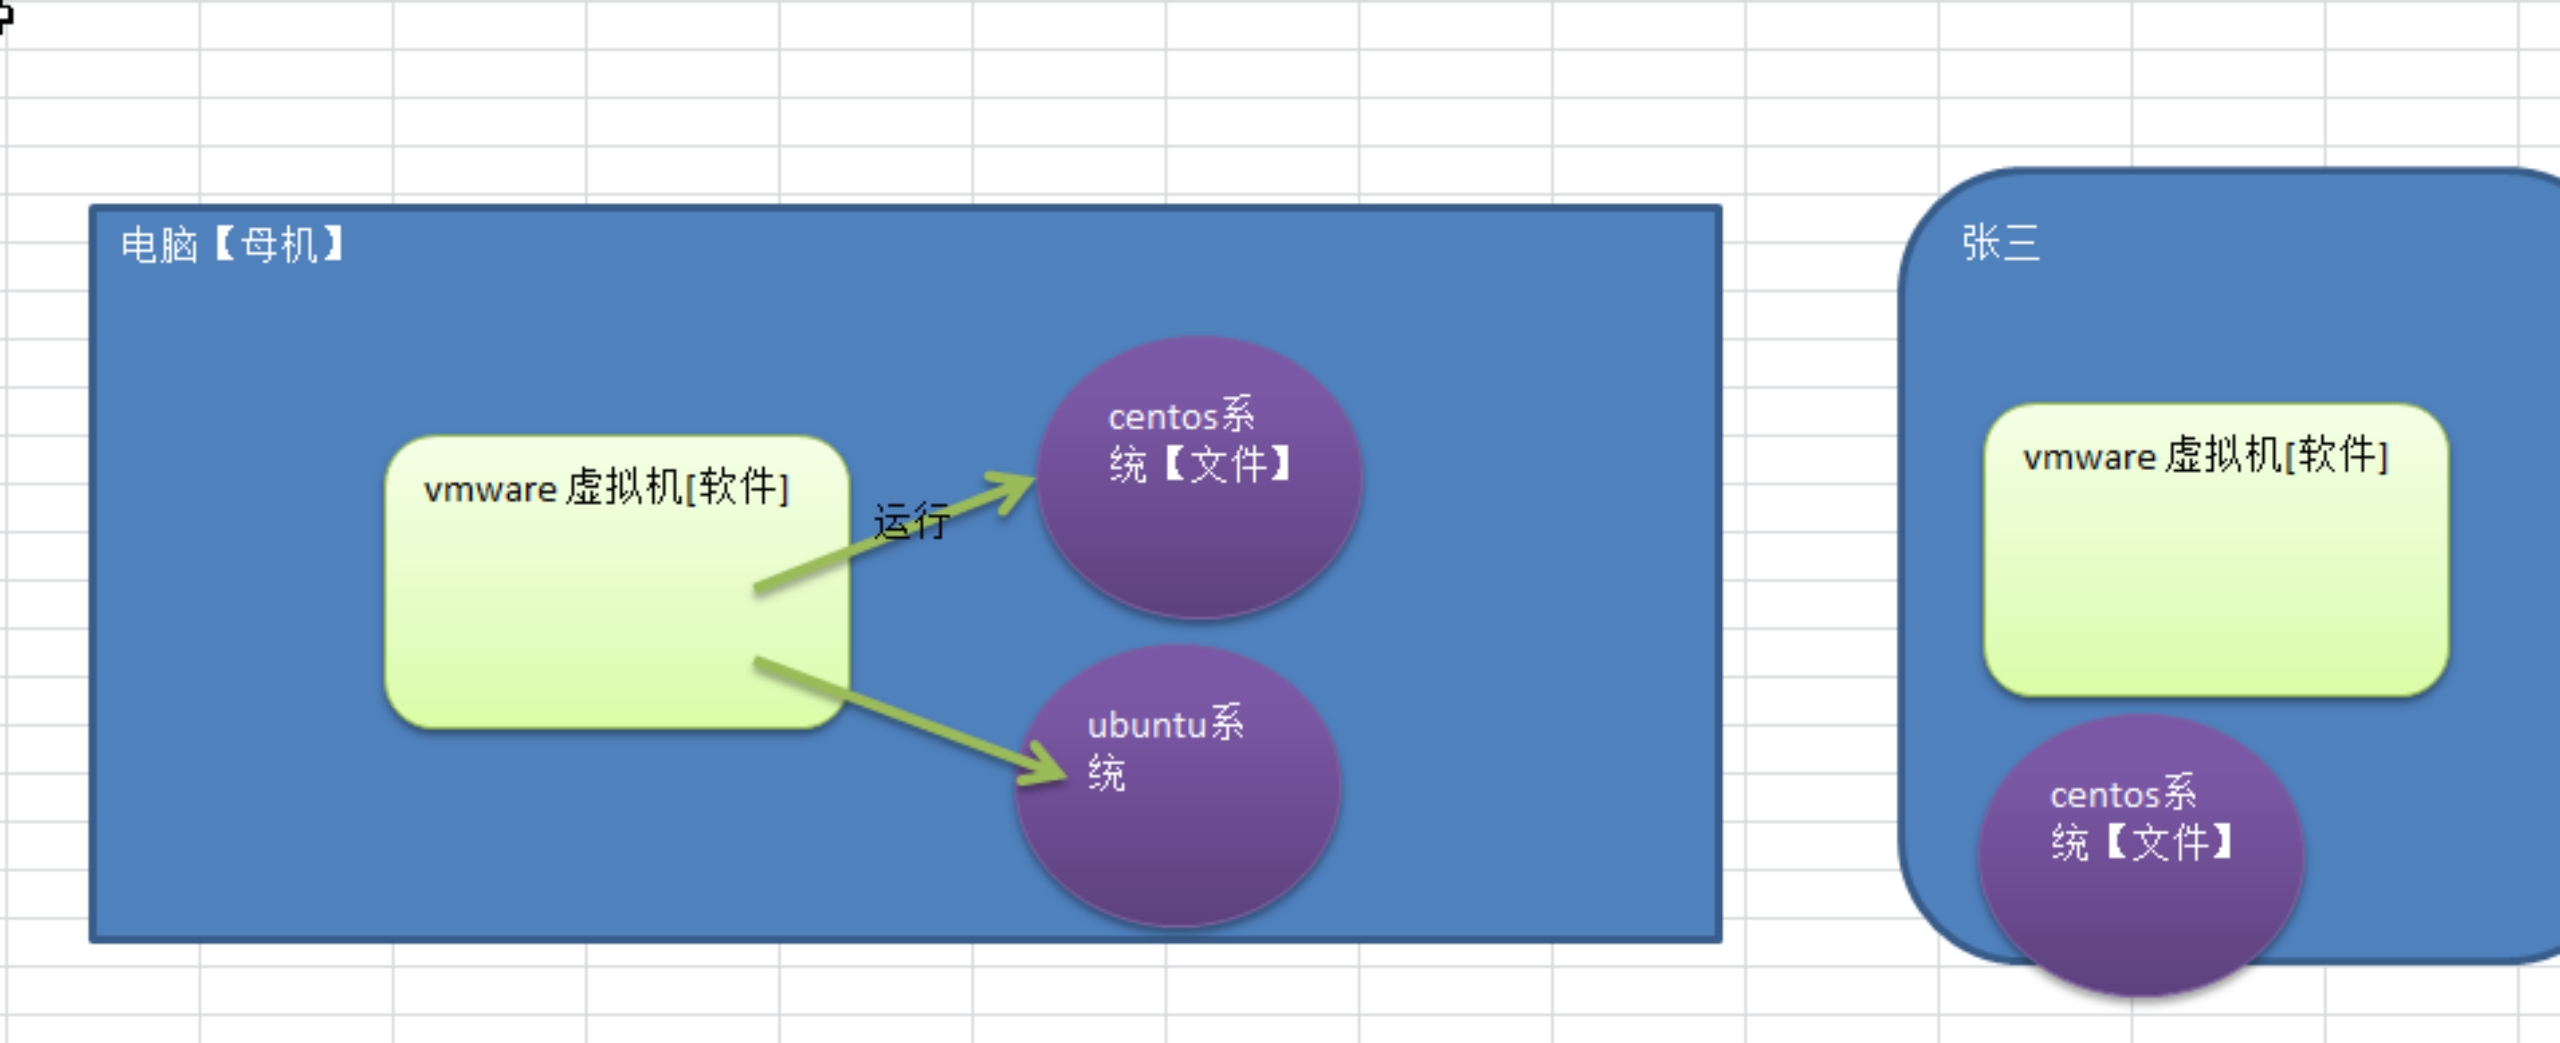 电脑【母机】
vmware 虚拟机[软件]
运行
centos系
统【文件】
ubuntu系
统
张三
vmware 虚拟机[软件]
centos系
统【文件】